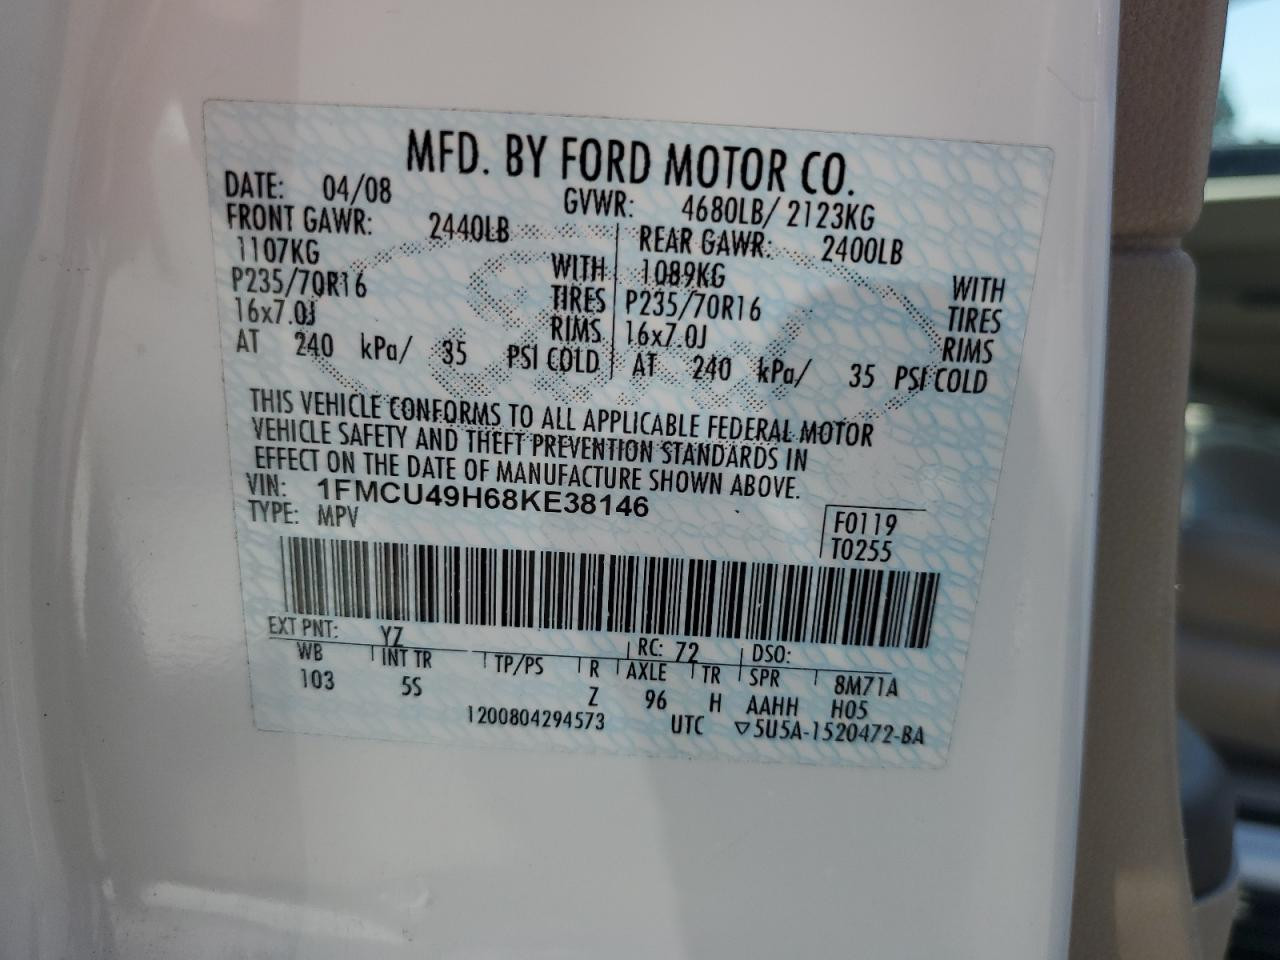 MFD. BY FORD MOTOR CO.
DATE: 04/08 GVWR: 4680LB/ 2123KG
FRONT GAWR: 2440LB REAR GAWR: 2400LB
1107KG WITH 1089KG WITH
P235/70R16 TIRES P235/70R16 TIRES
16x7.0J RIMS 16x7.0J RIMS
AT 240 kPa/ 35 PSI COLD AT 240 kPa/ 35 PSI COLD
THIS VEHICLE CONFORMS TO ALL APPLICABLE FEDERAL MOTOR
VEHICLE SAFETY AND THEFT PREVENTION STANDARDS IN
EFFECT ON THE DATE OF MANUFACTURE SHOWN ABOVE.
VIN: 1FMCU49H68KE38146
TYPE: MPV
F0119
T0255
EXT PNT: YZ RC: 72 DSO:
WB INT TR TP/PS R AXLE TR SPR 8M71A
103 5S Z 96 H AAHH H05
1200804294573 UTC ▽5U5A-1520472-BA